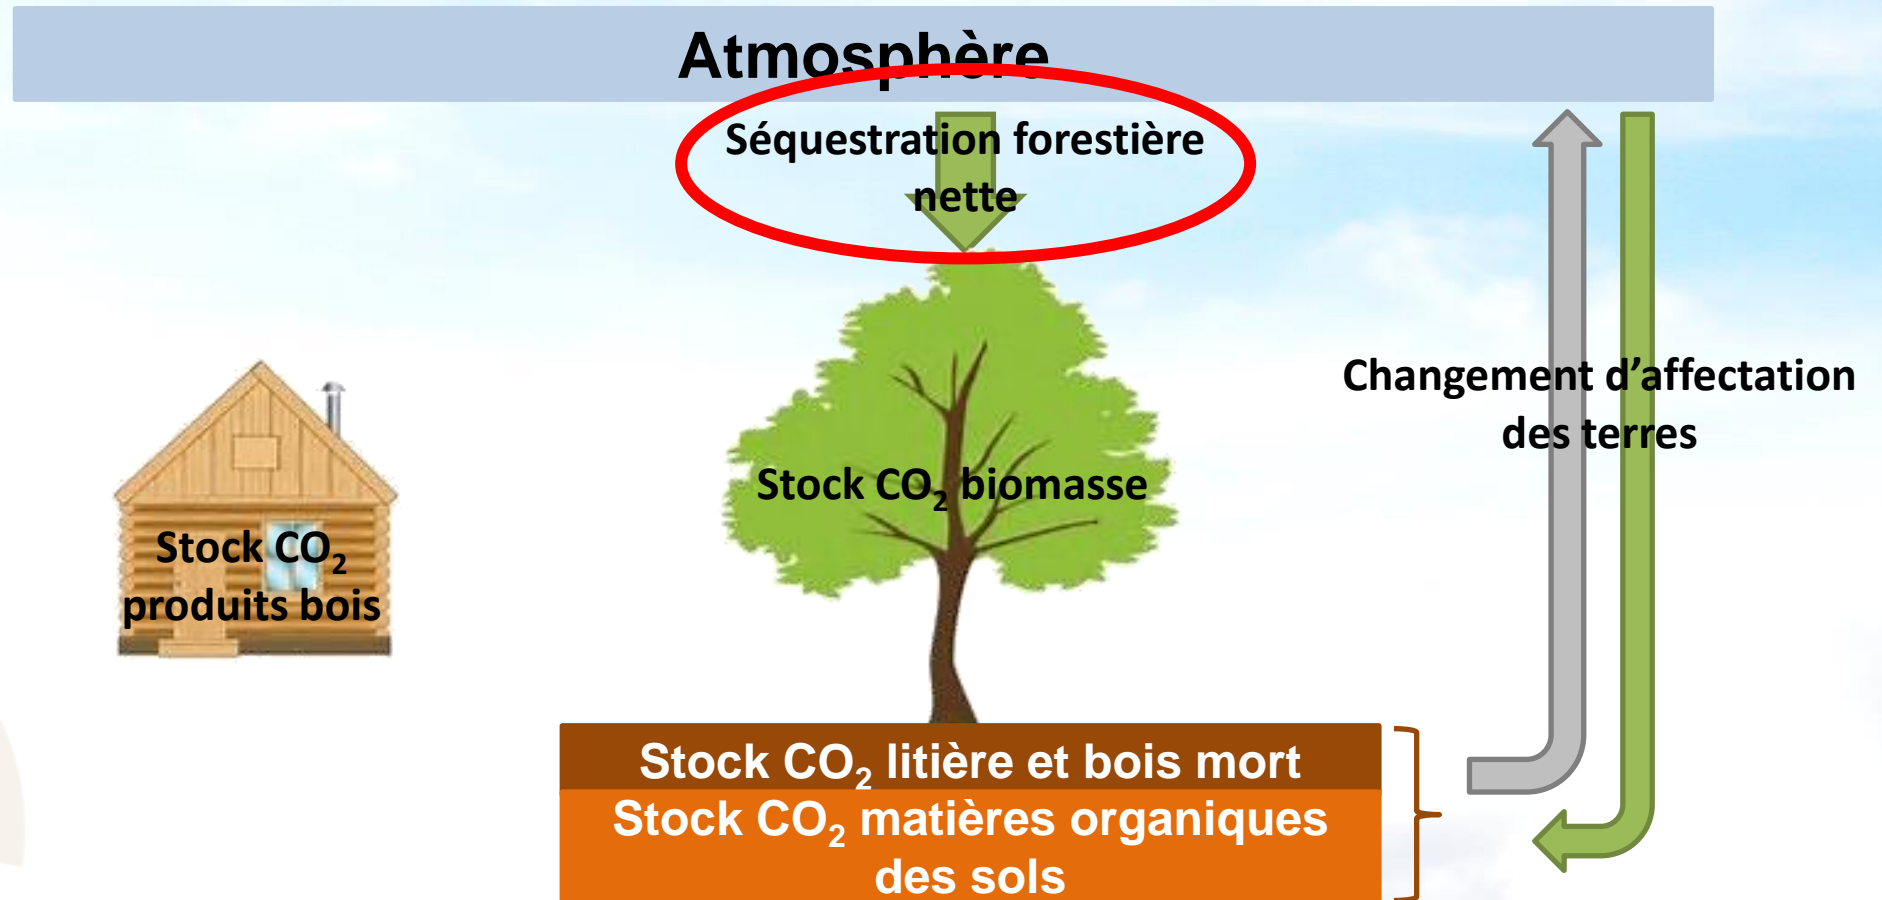 Atmosphère
Séquestration forestière
nette
Changement d’affectation
des terres
Stock CO₂ biomasse
Stock CO₂
produits bois
Stock CO₂ litière et bois mort
Stock CO₂ matières organiques
des sols